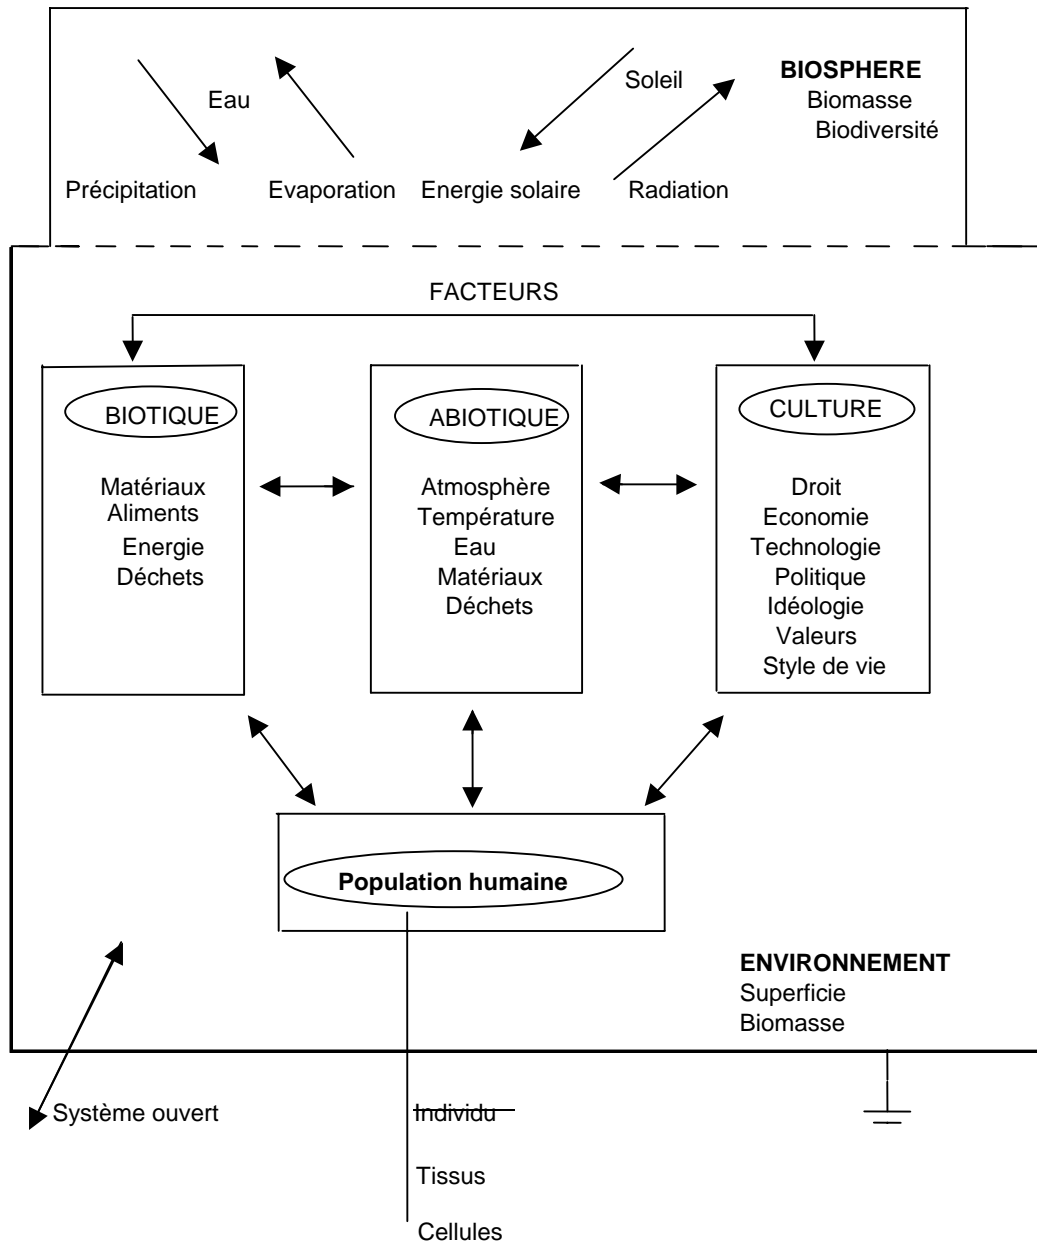 Eau
Soleil
BIOSPHERE
Biomasse
Biodiversité
Précipitation
Evaporation
Energie solaire
Radiation
FACTEURS
BIOTIQUE
Matériaux
Aliments
Energie
Déchets
ABIOTIQUE
Atmosphère
Température
Eau
Matériaux
Déchets
CULTURE
Droit
Economie
Technologie
Politique
Idéologie
Valeurs
Style de vie
Population humaine
ENVIRONNEMENT
Superficie
Biomasse
Système ouvert
Individu
Tissus
Cellules